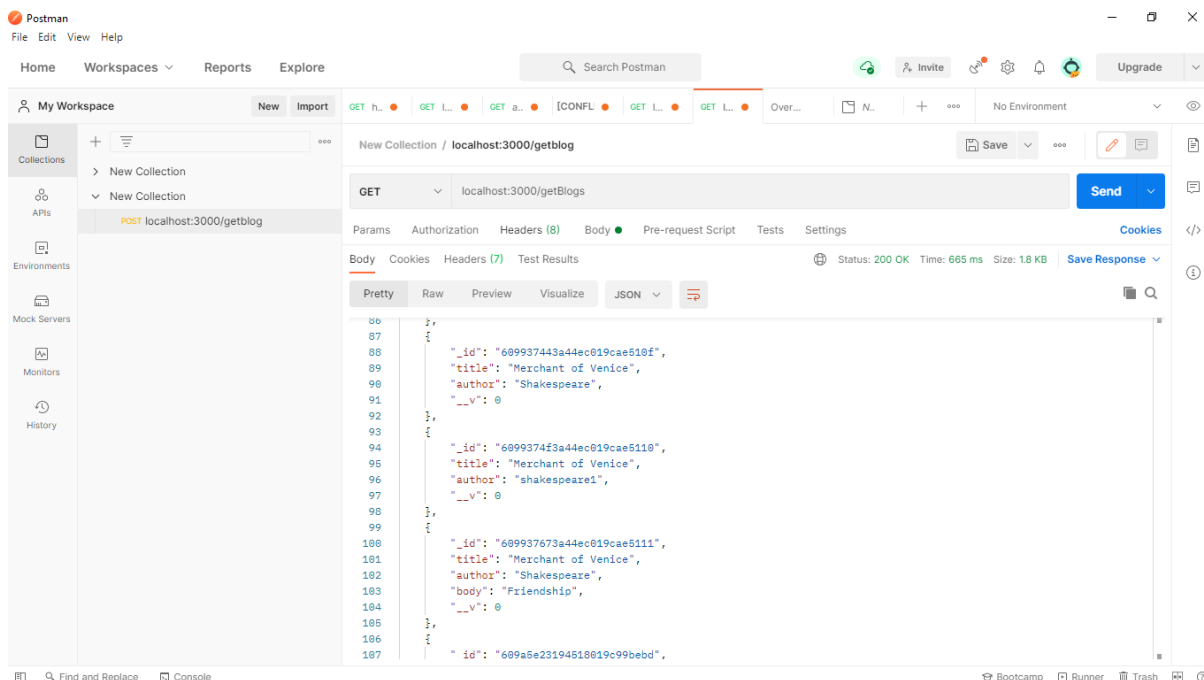 Postman
File Edit View Help
Home Workspaces Reports Explore Search Postman Invite Upgrade
My Workspace New Import GET h.. GET l... GET a.. [CONFL GET l... GET l... Over... N.. + ooo No Environment
Collections
APIs
Environments
Mock Servers
Monitors
History
+ ooo
> New Collection
New Collection
POST localhost:3000/getblog
New Collection / localhost:3000/getblog Save ooo
GET localhost:3000/getBlogs Send
Params Authorization Headers (8) Body Pre-request Script Tests Settings Cookies
Body Cookies Headers (7) Test Results Status: 200 OK Time: 665 ms Size: 1.8 KB Save Response
Pretty Raw Preview Visualize JSON
86 },
87 {
88 "_id": "609937443a44ec019cae510f",
89 "title": "Merchant of Venice",
90 "author": "Shakespeare",
91 "__v": 0
92 },
93 {
94 "_id": "6099374f3a44ec019cae5110",
95 "title": "Merchant of Venice",
96 "author": "shakespeare1",
97 "__v": 0
98 },
99 {
100 "_id": "609937673a44ec019cae5111",
101 "title": "Merchant of Venice",
102 "author": "Shakespeare",
103 "body": "Friendship",
104 "__v": 0
105 },
106 {
107 "_id": "609a5e23194518019c99bebd",
Find and Replace Console Bootcamp Runner Trash